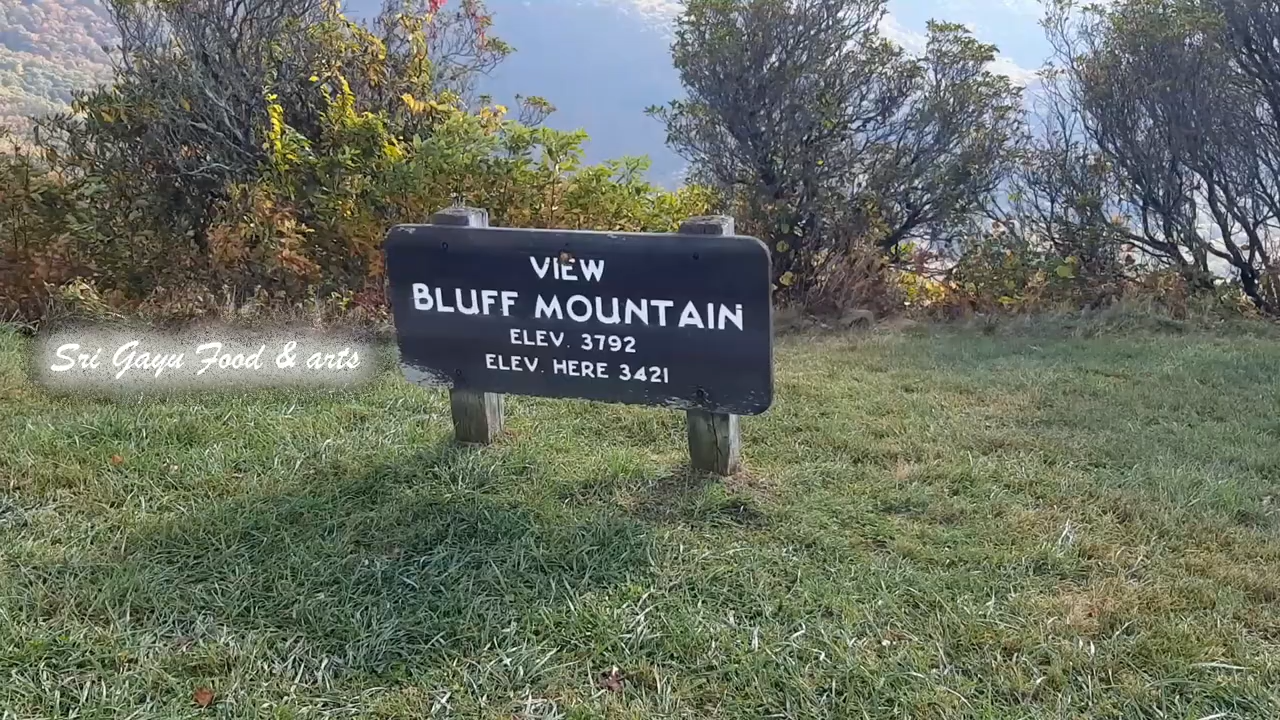 VIEW
BLUFF MOUNTAIN
ELEV. 3792
ELEV. HERE 3421
Sri Gayu Food & arts